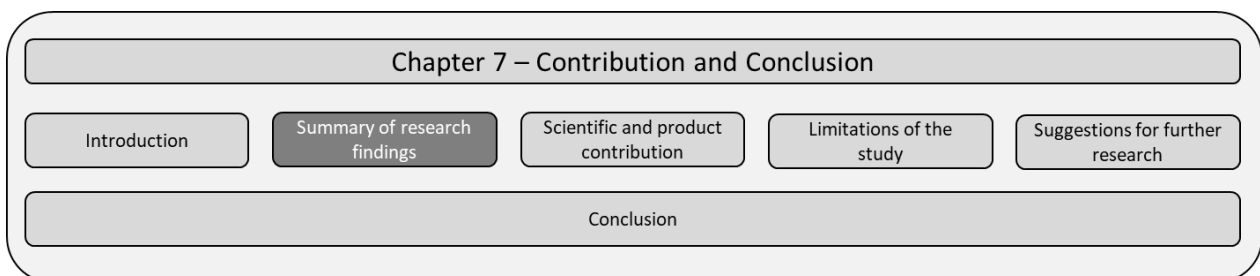 Chapter 7 – Contribution and Conclusion
Introduction
Summary of research
findings
Scientific and product
contribution
Limitations of the
study
Suggestions for further
research
Conclusion